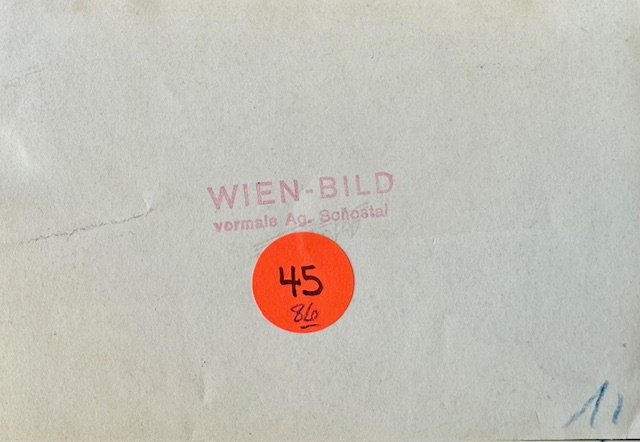 WIEN-BILD
vormals Ag. Schostal
45
86